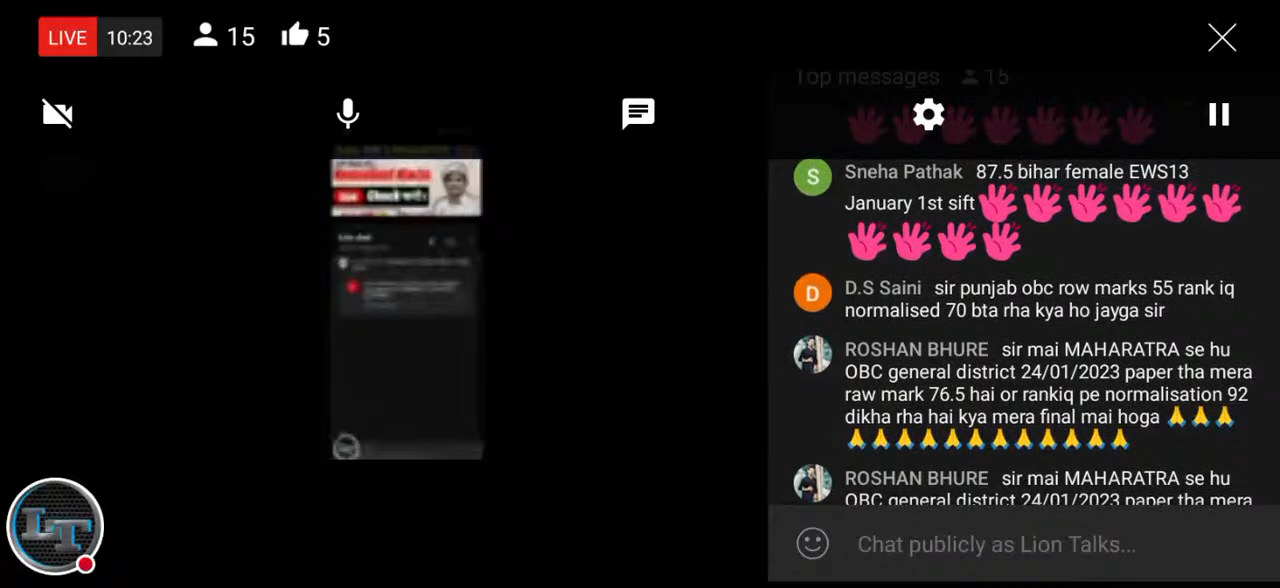 LIVE 10:23 15 5
Top messages 15
Sneha Pathak 87.5 bihar female EWS13
January 1st sift
D.S Saini sir punjab obc row marks 55 rank iq
normalised 70 bta rha kya ho jayga sir
ROSHAN BHURE sir mai MAHARATRA se hu
OBC general district 24/01/2023 paper tha mera
raw mark 76.5 hai or rankiq pe normalisation 92
dikha rha hai kya mera final mai hoga 🙏🙏🙏
🙏🙏🙏🙏🙏🙏🙏🙏🙏🙏🙏🙏
ROSHAN BHURE sir mai MAHARATRA se hu
OBC general district 24/01/2023 paper tha mera
LT
Chat publicly as Lion Talks...